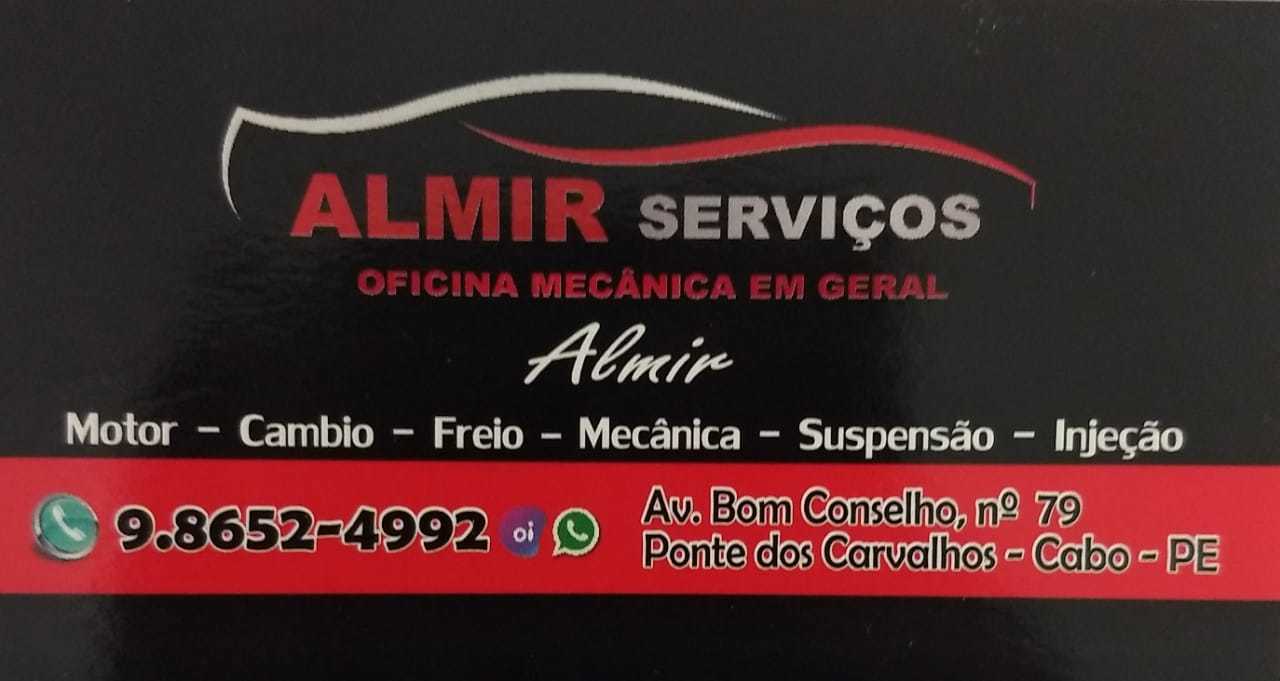 ALMIR SERVIÇOS
OFICINA MECÂNICA EM GERAL
Almir
Motor – Cambio – Freio – Mecânica – Suspensão – Injeção
9.8652-4992 oi
Av. Bom Conselho, nº 79
Ponte dos Carvalhos – Cabo – PE